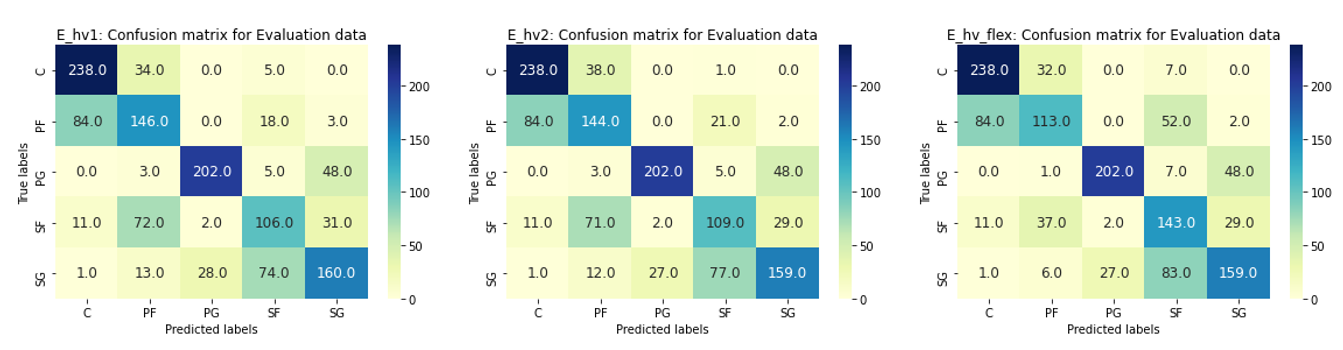 E_hv1: Confusion matrix for Evaluation data
C 238.0 34.0 0.0 5.0 0.0
PF 84.0 146.0 0.0 18.0 3.0
PG 0.0 3.0 202.0 5.0 48.0
SF 11.0 72.0 2.0 106.0 31.0
SG 1.0 13.0 28.0 74.0 160.0
C PF PG SF SG
Predicted labels
True labels
200
150
100
50
0
E_hv2: Confusion matrix for Evaluation data
C 238.0 38.0 0.0 1.0 0.0
PF 84.0 144.0 0.0 21.0 2.0
PG 0.0 3.0 202.0 5.0 48.0
SF 11.0 71.0 2.0 109.0 29.0
SG 1.0 12.0 27.0 77.0 159.0
C PF PG SF SG
Predicted labels
True labels
200
150
100
50
0
E_hv_flex: Confusion matrix for Evaluation data
C 238.0 32.0 0.0 7.0 0.0
PF 84.0 113.0 0.0 52.0 2.0
PG 0.0 1.0 202.0 7.0 48.0
SF 11.0 37.0 2.0 143.0 29.0
SG 1.0 6.0 27.0 83.0 159.0
C PF PG SF SG
Predicted labels
True labels
200
150
100
50
0